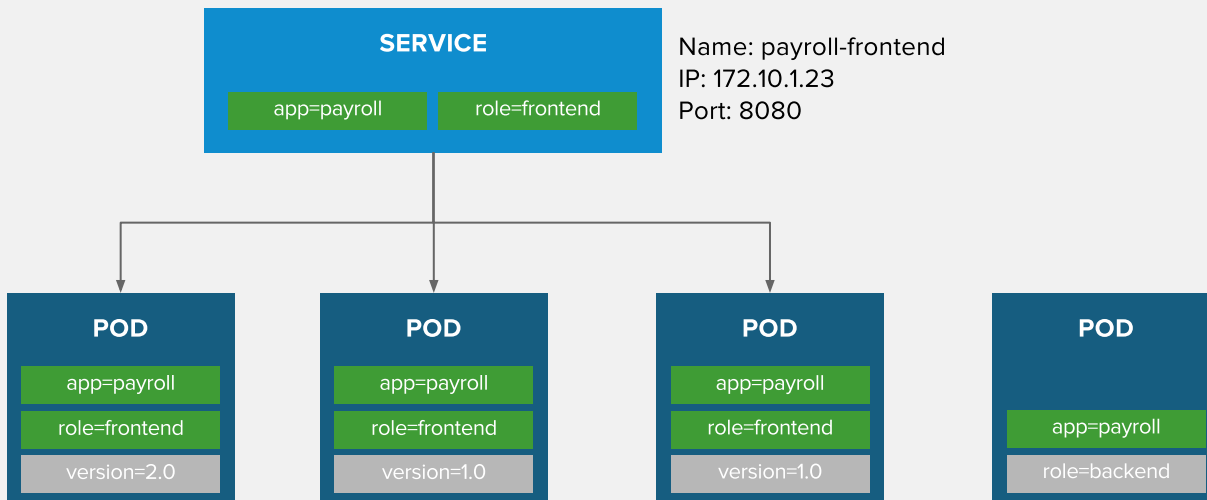 SERVICE
app=payroll
role=frontend
Name: payroll-frontend
IP: 172.10.1.23
Port: 8080
POD
app=payroll
role=frontend
version=2.0
POD
app=payroll
role=frontend
version=1.0
POD
app=payroll
role=frontend
version=1.0
POD
app=payroll
role=backend